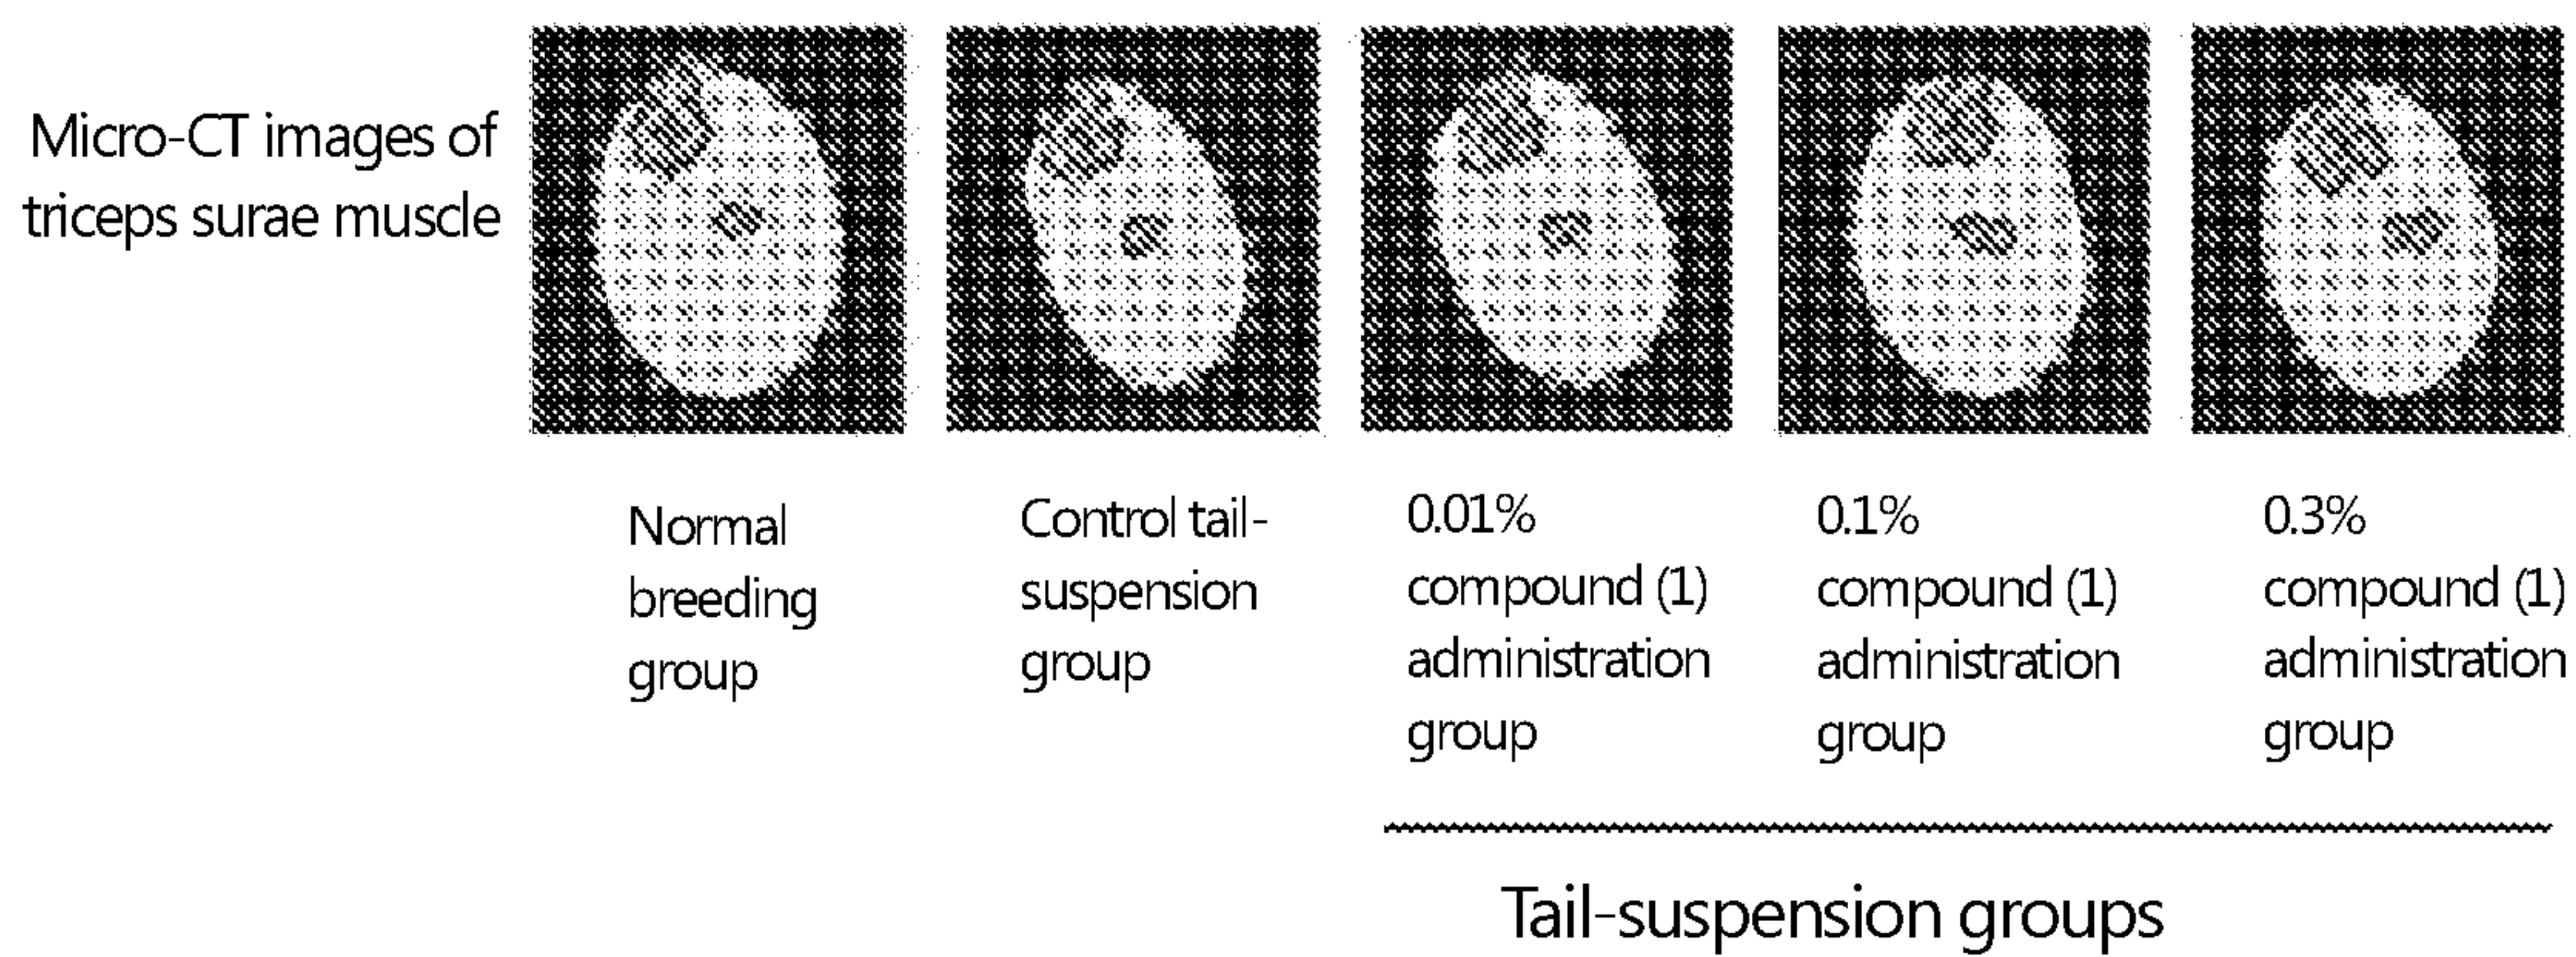 Micro-CT images of
triceps surae muscle
Normal
breeding
group
Control tail-
suspension
group
0.01%
compound (1)
administration
group
0.1%
compound (1)
administration
group
0.3%
compound (1)
administration
group
Tail-suspension groups